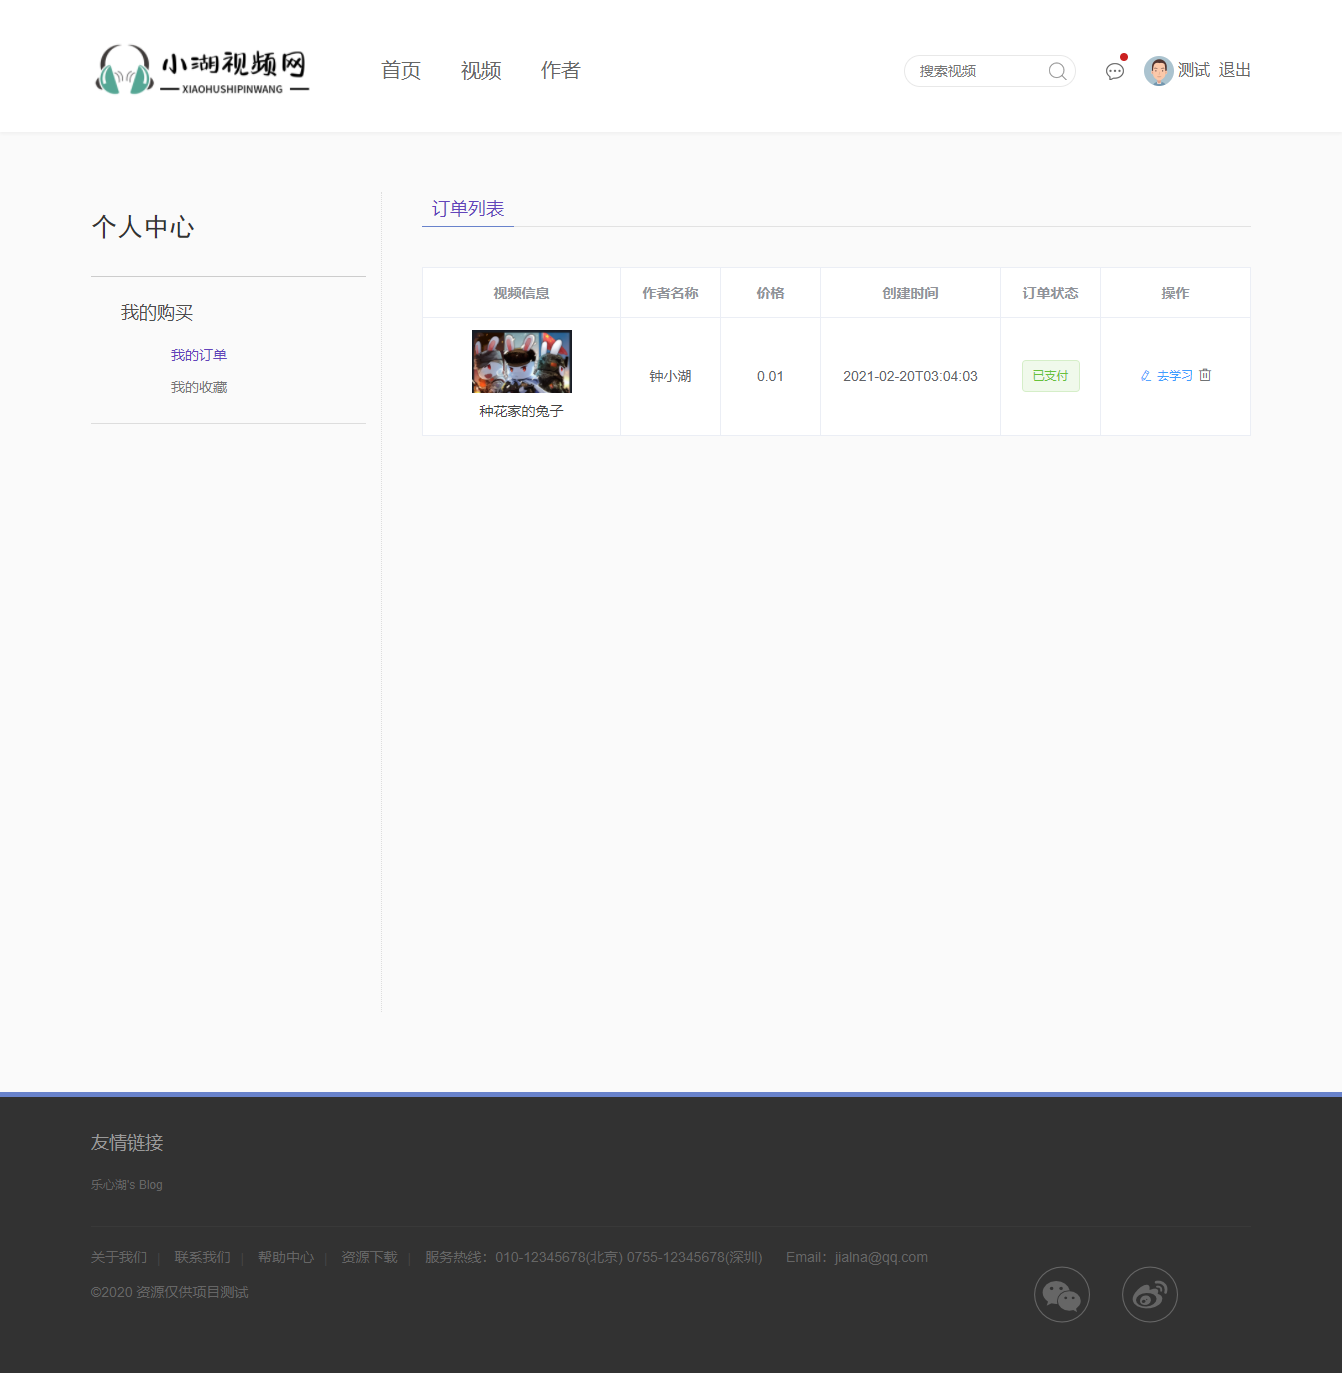 小湖视频网
XIAOHUSHIPINWANG
首页 视频 作者
搜索视频
测试 退出
个人中心
我的购买
我的订单
我的收藏
订单列表
视频信息 作者名称 价格 创建时间 订单状态 操作
种花家的兔子 钟小湖 0.01 2021-02-20T03:04:03 已支付 去学习
友情链接
乐心湖's Blog
关于我们 | 联系我们 | 帮助中心 | 资源下载 | 服务热线：010-12345678(北京) 0755-12345678(深圳) Email：jialna@qq.com
©2020 资源仅供项目测试